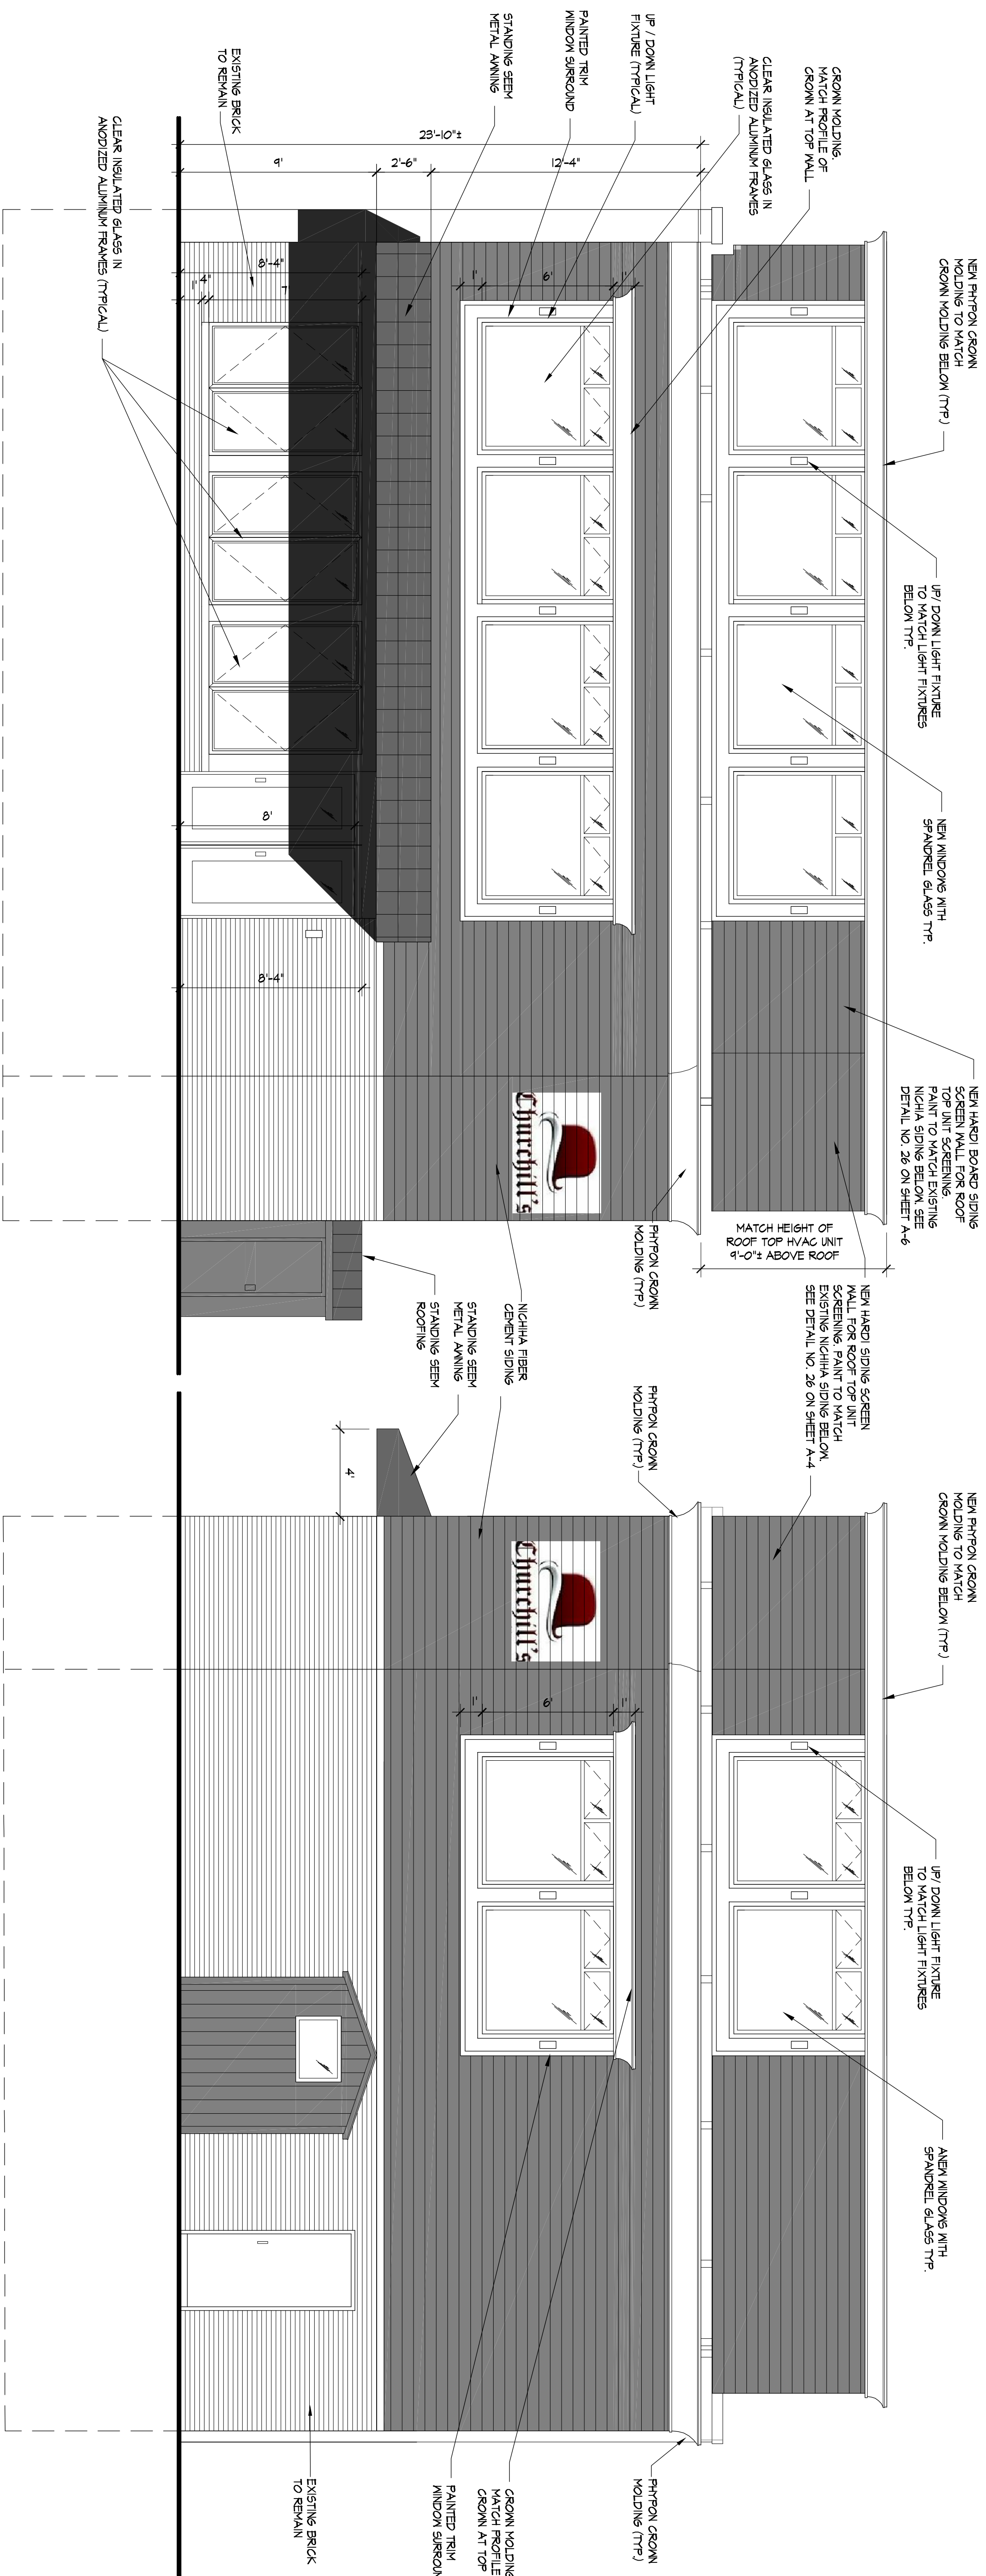 NEW PHYPON CROWN
MOLDING TO MATCH
CROWN MOLDING BELOW (TYP.)
UP/ DOWN LIGHT FIXTURE
TO MATCH LIGHT FIXTURES
BELOW TYP.
NEW WINDOWS WITH
SPANDREL GLASS TYP.
NEW HARDI BOARD SIDING
SCREEN WALL FOR ROOF
TOP UNIT SCREENING.
PAINT TO MATCH EXISTING
NICHIA SIDING BELOW. SEE
DETAIL NO. 26 ON SHEET A-6
CROWN MOLDING.
MATCH PROFILE OF
CROWN AT TOP WALL
CLEAR INSULATED GLASS IN
ANODIZED ALUMINUM FRAMES
(TYPICAL)
UP / DOWN LIGHT
FIXTURE (TYPICAL)
PAINTED TRIM
WINDOW SURROUND
STANDING SEEM
METAL AWNING
EXISTING BRICK
TO REMAIN
CLEAR INSULATED GLASS IN
ANODIZED ALUMINUM FRAMES (TYPICAL)
23'-10"±
12'-4"
2'-6"
9'
1'
6'
1'
8'-4"
7'
4"
1'
8'
8'-4"
Churchill's
PHYPON CROWN
MOLDING (TYP.)
MATCH HEIGHT OF
ROOF TOP HVAC UNIT
9'-0"± ABOVE ROOF
NEW HARDI SIDING SCREEN
WALL FOR ROOF TOP UNIT
SCREENING. PAINT TO MATCH
EXISTING NICHIHA SIDING BELOW.
SEE DETAIL NO. 26 ON SHEET A-4
PHYPON CROWN
MOLDING (TYP.)
NICHIHA FIBER
CEMENT SIDING
STANDING SEEM
METAL AWNING
STANDING SEEM
ROOFING
4'
NEW PHYPON CROWN
MOLDING TO MATCH
CROWN MOLDING BELOW (TYP.)
UP/ DOWN LIGHT FIXTURE
TO MATCH LIGHT FIXTURES
BELOW TYP.
ANEW WINDOWS WITH
SPANDREL GLASS TYP.
Churchill's
1'
6'
1'
PHYPON CROWN
MOLDING (TYP.)
CROWN MOLDING
MATCH PROFILE
CROWN AT TOP
PAINTED TRIM
WINDOW SURROUN
EXISTING BRICK
TO REMAIN